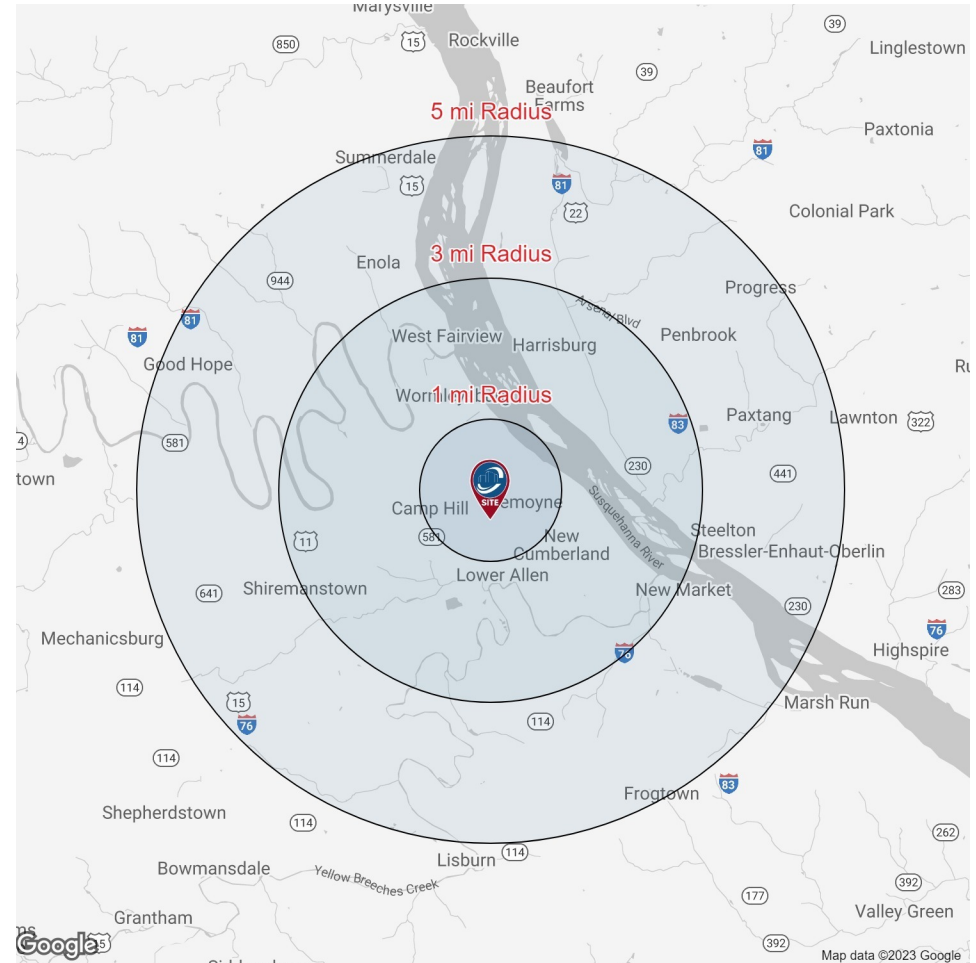 Marysville
39
850
15
Rockville
Linglestown
39
Beaufort
Farms
5 mi Radius
Paxtonia
81
Summerdale
15
81
22
Colonial Park
3 mi Radius
Enola
944
Progress
Arsenal Blvd
81
81
West Fairview
Harrisburg
Penbrook
Good Hope
1 mi Radius
Paxtang
Lawnton
322
83
4
581
230
441
town
SITE
emoyne
Camp Hill
Susquehanna River
581
New
Cumberland
Steelton
Bressler-Enhaut-Oberlin
11
Lower Allen
Shiremanstown
641
New Market
283
230
76
Mechanicsburg
76
Highspire
114
15
76
Marsh Run
114
114
83
Frogtown
Shepherdstown
114
262
Lisburn
114
Bowmansdale
Yellow Breeches Creek
177
392
Valley Green
Grantham
ms
Google
392
Map data ©2023 Google